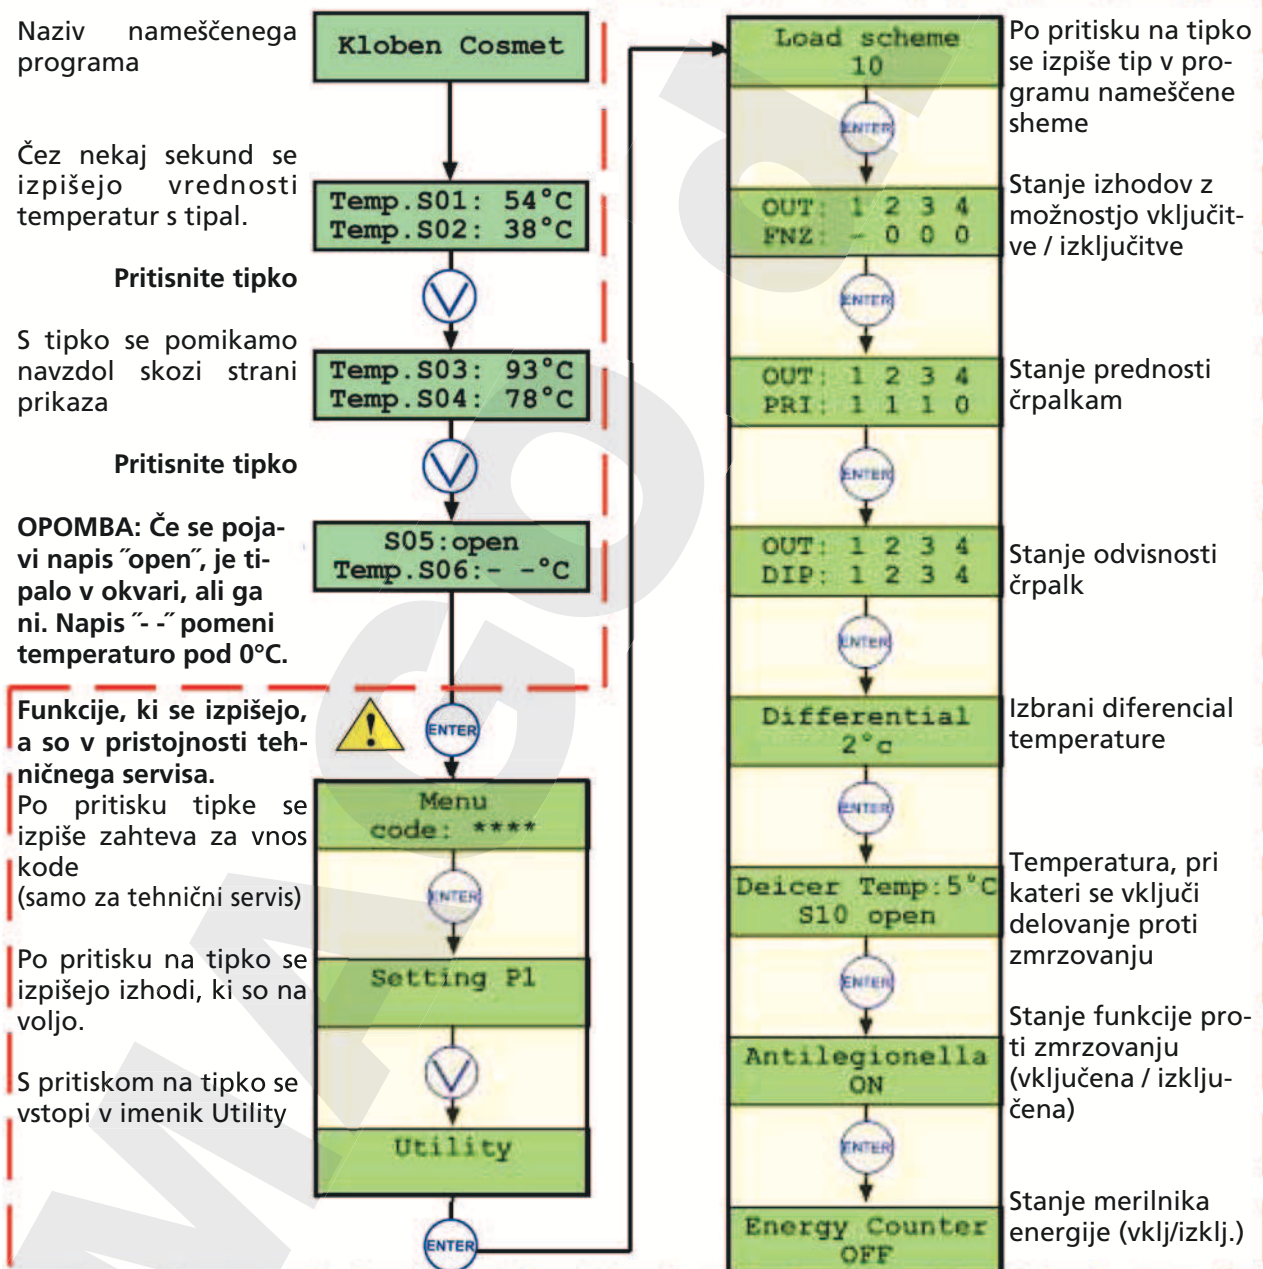 Naziv nameščenega
programa
Kloben Cosmet
Čez nekaj sekund se
izpišejo vrednosti
temperatur s tipal.
Temp.S01: 54°C
Temp.S02: 38°C
Pritisnite tipko
S tipko se pomikamo
navzdol skozi strani
prikaza
Temp.S03: 93°C
Temp.S04: 78°C
Pritisnite tipko
OPOMBA: Če se poja-
vi napis ˝open˝, je ti-
palo v okvari, ali ga
ni. Napis ˝- -˝ pomeni
temperaturo pod 0°C.
S05:open
Temp.S06:- -°C
Funkcije, ki se izpišejo,
a so v pristojnosti teh-
ničnega servisa.
ENTER
Po pritisku tipke se
izpiše zahteva za vnos
kode
(samo za tehnični servis)
Menu
code: ****
ENTER
Po pritisku na tipko se
izpišejo izhodi, ki so na
voljo.
Setting P1
S pritiskom na tipko se
vstopi v imenik Utility
Utility
ENTER
Load scheme
10
Po pritisku na tipko
se izpiše tip v pro-
gramu nameščene
sheme
ENTER
OUT: 1 2 3 4
FNZ: - 0 0 0
Stanje izhodov z
možnostjo vključit-
ve / izključitve
ENTER
OUT: 1 2 3 4
PRI: 1 1 1 0
Stanje prednosti
črpalkam
ENTER
OUT: 1 2 3 4
DIP: 1 2 3 4
Stanje odvisnosti
črpalk
ENTER
Differential
2°c
Izbrani diferencial
temperature
ENTER
Deicer Temp:5°C
S10 open
Temperatura, pri
kateri se vključi
delovanje proti
zmrzovanju
ENTER
Antilegionella
ON
Stanje funkcije pro-
ti zmrzovanju
(vključena / izklju-
čena)
ENTER
Energy Counter
OFF
Stanje merilnika
energije (vklj/izklj.)